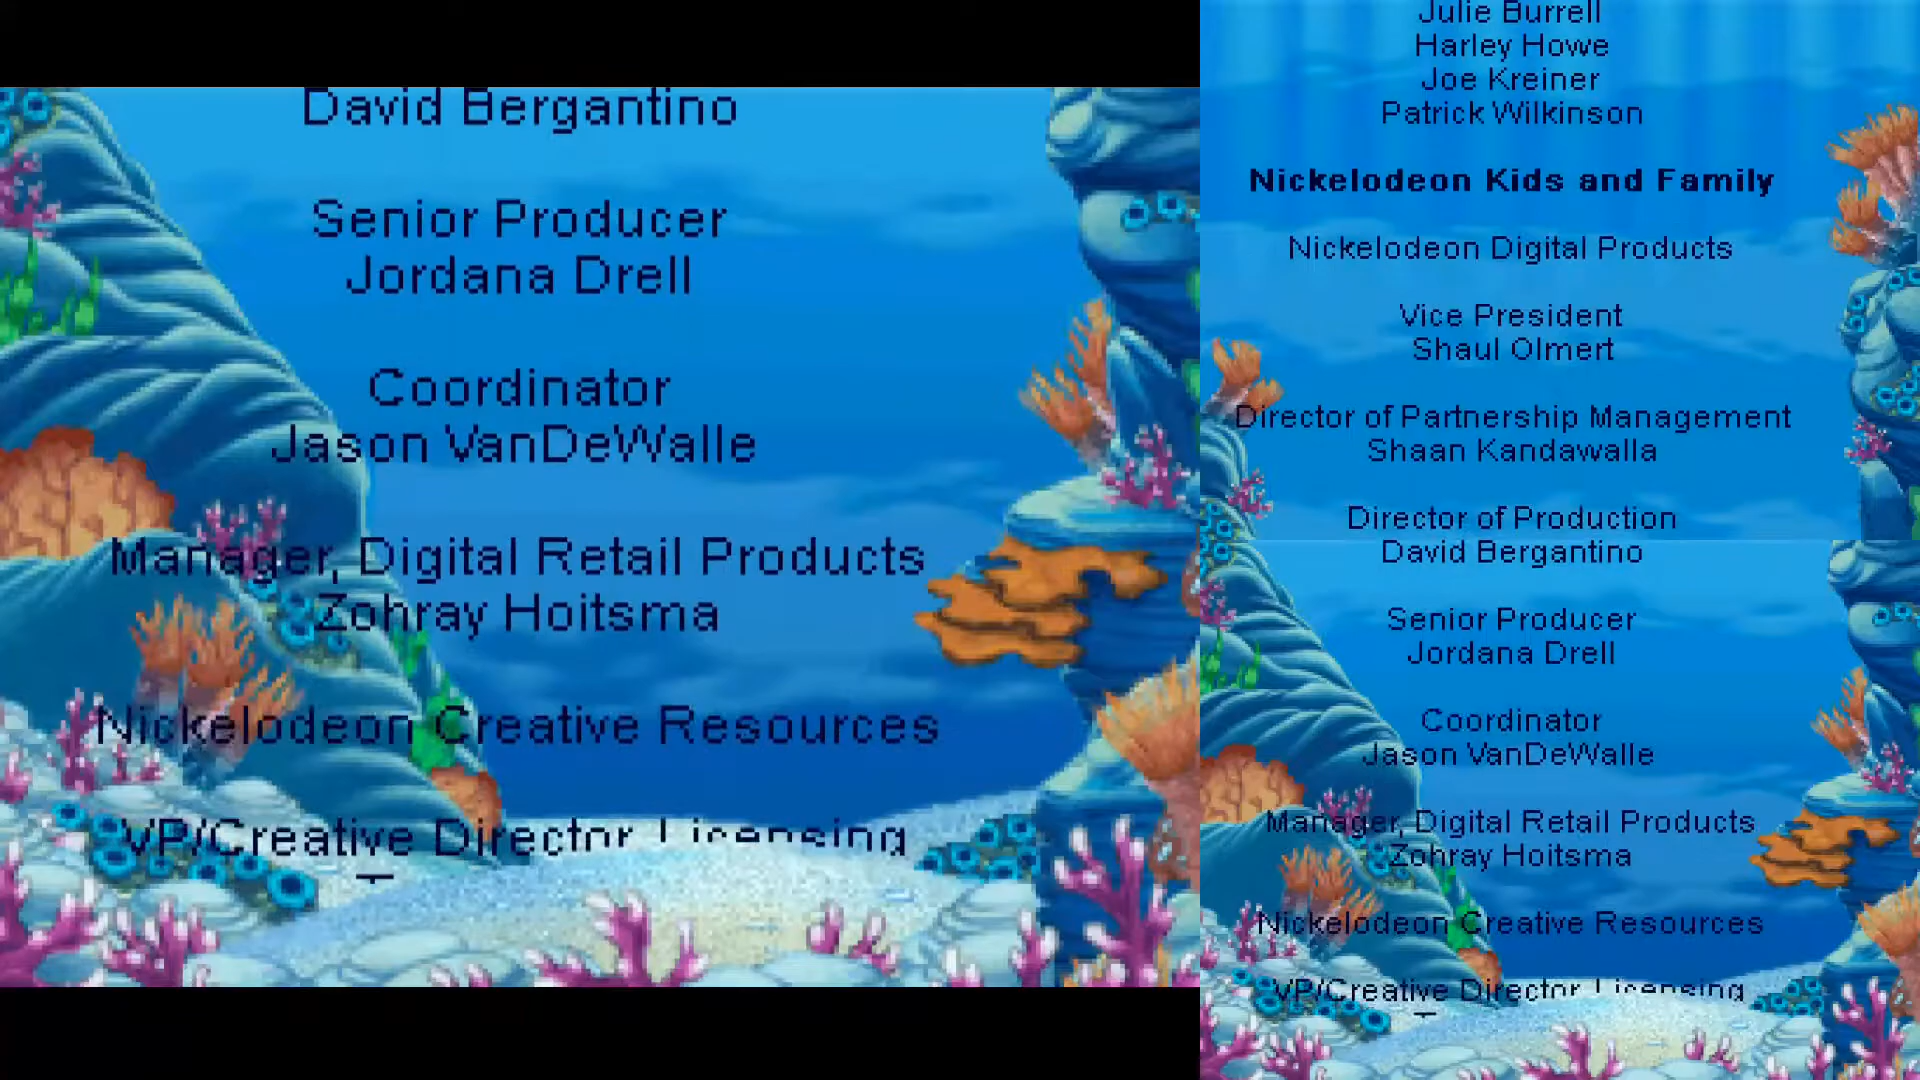 David Bergantino
Senior Producer
Jordana Drell
Coordinator
Jason VanDeWalle
Manager, Digital Retail Products
Zohray Hoitsma
Nickelodeon Creative Resources
VP/Creative Director Licensing
Julie Burrell
Harley Howe
Joe Kreiner
Patrick Wilkinson
Nickelodeon Kids and Family
Nickelodeon Digital Products
Vice President
Shaul Olmert
Director of Partnership Management
Shaan Kandawalla
Director of Production
David Bergantino
Senior Producer
Jordana Drell
Coordinator
Jason VanDeWalle
Manager, Digital Retail Products
Zohray Hoitsma
Nickelodeon Creative Resources
VP/Creative Director Licensing